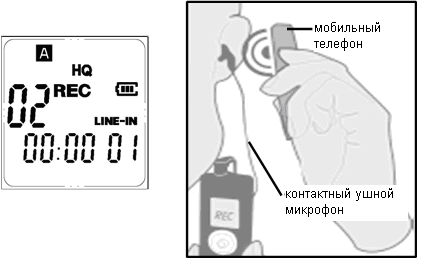 A
HQ
02 REC
LINE-IN
00:00 01
мобильный
телефон
контактный ушной
микрофон
REC